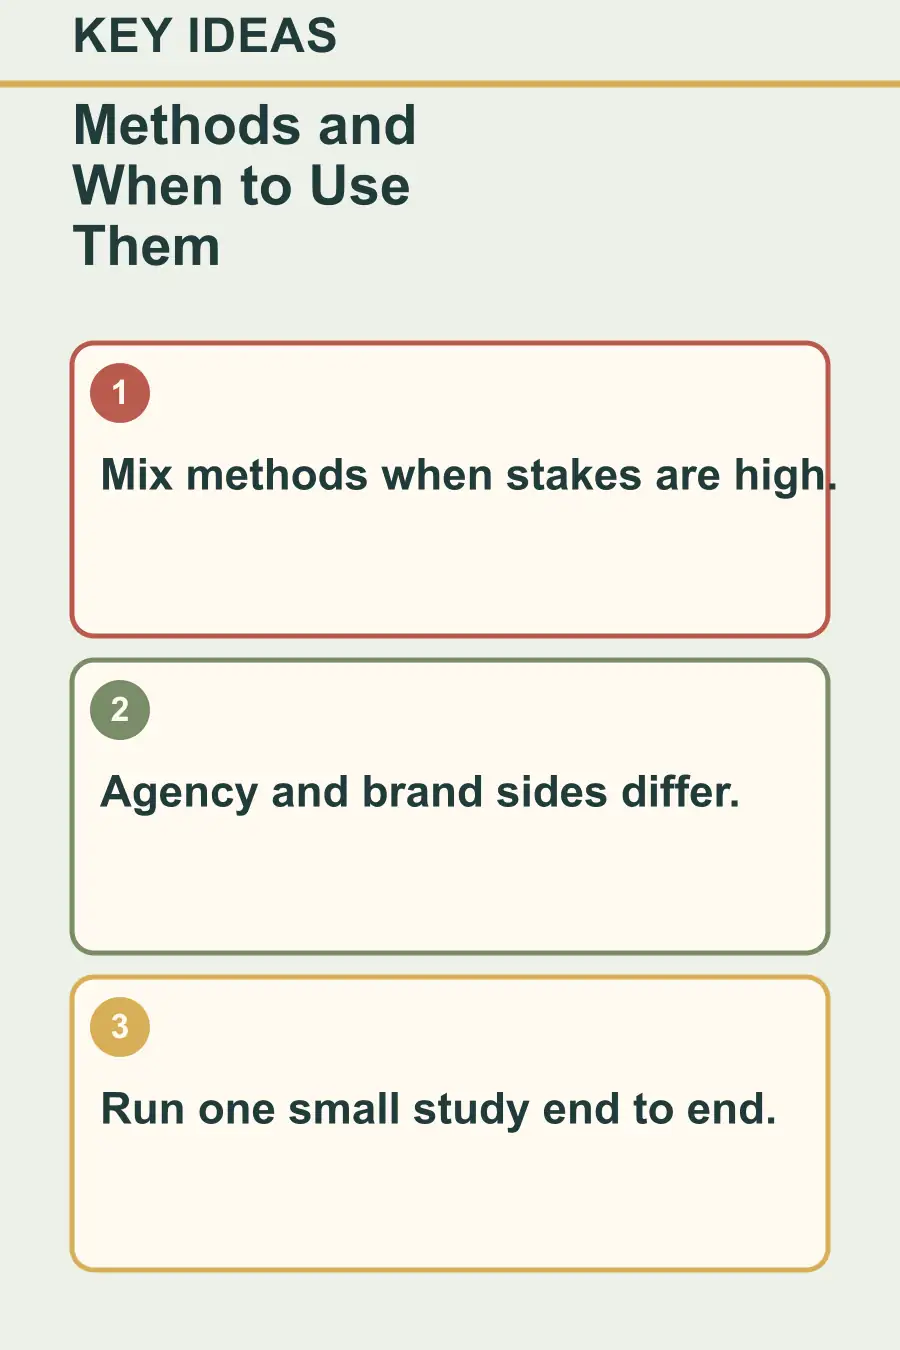 KEY IDEAS
Methods and
When to Use
Them
1
Mix methods when stakes are high.
2
Agency and brand sides differ.
3
Run one small study end to end.